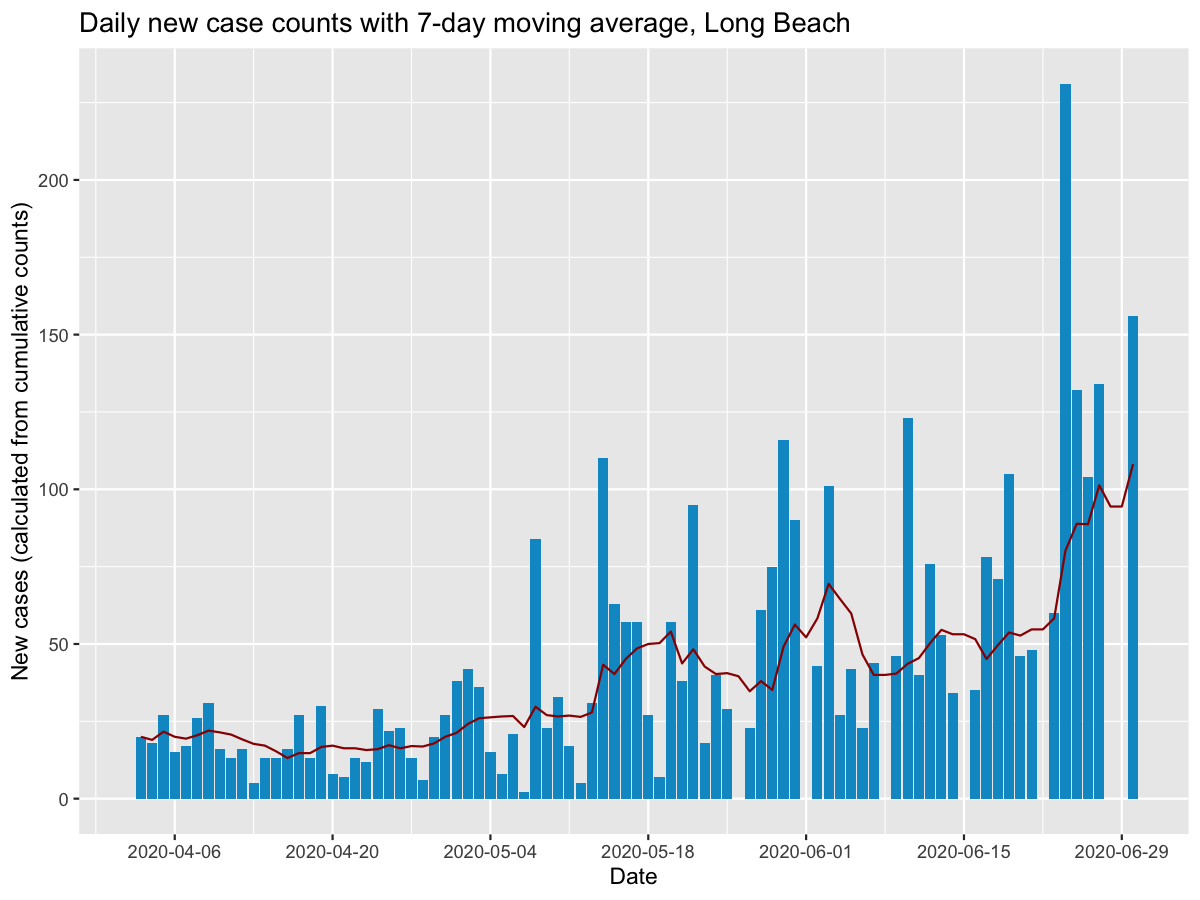 Daily new case counts with 7-day moving average, Long Beach
New cases (calculated from cumulative counts)
200
150
100
50
0
2020-04-06 2020-04-20 2020-05-04 2020-05-18 2020-06-01 2020-06-15 2020-06-29
Date